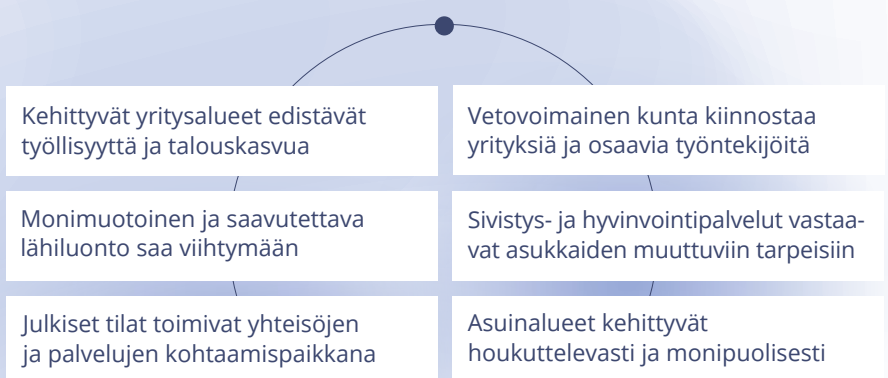 Kehittyvät yritysalueet edistävät
työllisyyttä ja talouskasvua
Vetovoimainen kunta kiinnostaa
yrityksiä ja osaavia työntekijöitä
Monimuotoinen ja saavutettava
lähiluonto saa viihtymään
Sivistys- ja hyvinvointipalvelut vastaa-
vat asukkaiden muuttuviin tarpeisiin
Julkiset tilat toimivat yhteisöjen
ja palvelujen kohtaamispaikkana
Asuinalueet kehittyvät
houkuttelevasti ja monipuolisesti